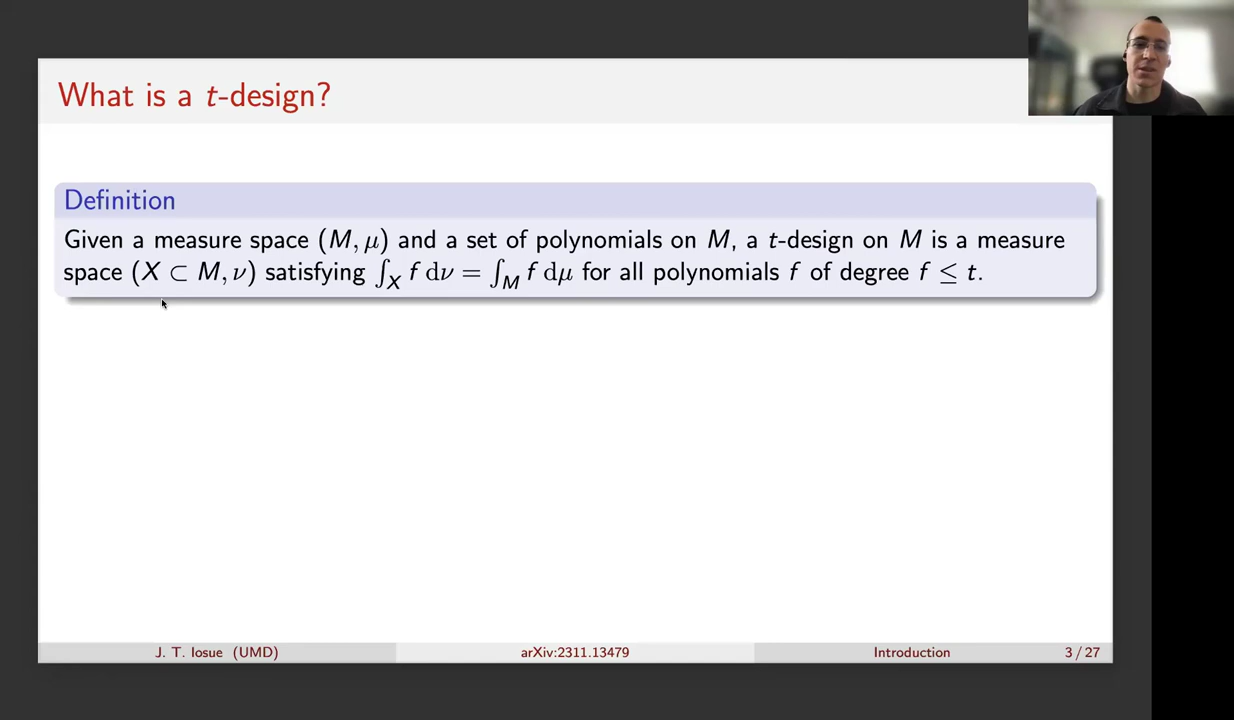 What is a t-design?
Definition
Given a measure space (M, μ) and a set of polynomials on M, a t-design on M is a measure
space (X ⊂ M, ν) satisfying ∫_X f dν = ∫_M f dμ for all polynomials f of degree f ≤ t.
J. T. Iosue (UMD) arXiv:2311.13479 Introduction 3 / 27